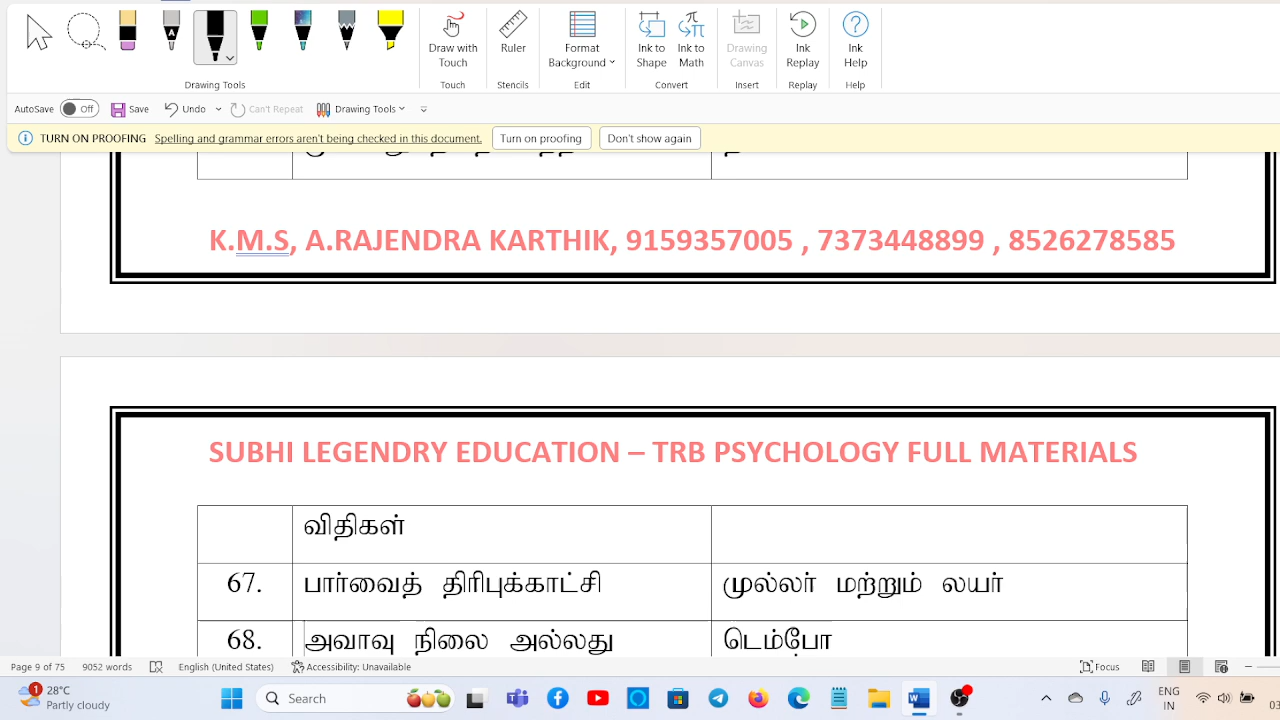 Draw with Touch
Ruler
Format Background
Ink to Shape
Ink to Math
Drawing Canvas
Ink Replay
Ink Help
Drawing Tools
Touch
Stencils
Edit
Convert
Insert
Replay
Help
AutoSave Off Save Undo Can't Repeat Drawing Tools
TURN ON PROOFING Spelling and grammar errors aren't being checked in this document. Turn on proofing Don't show again
K.M.S, A.RAJENDRA KARTHIK, 9159357005 , 7373448899 , 8526278585
SUBHI LEGENDRY EDUCATION – TRB PSYCHOLOGY FULL MATERIALS
விதிகள்
67. பார்வைத் திரிபுக்காட்சி முல்லர் மற்றும் லயர்
68. அவாவு நிலை அல்லது டெம்போ
Page 9 of 75 9052 words English (United States) Accessibility: Unavailable Focus
1 28°C Partly cloudy Search ENG IN